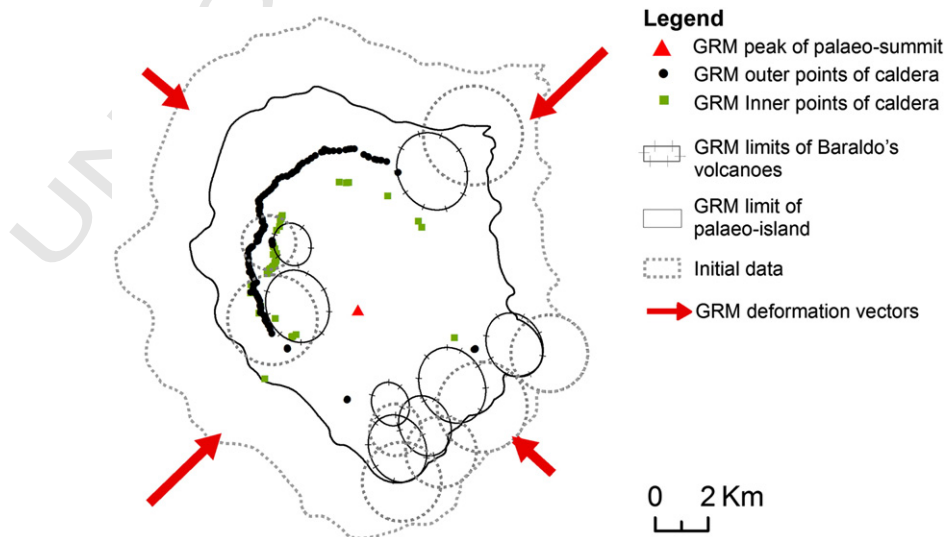 Legend
GRM peak of palaeo-summit
GRM outer points of caldera
GRM Inner points of caldera
GRM limits of Baraldo's
volcanoes
GRM limit of
palaeo-island
Initial data
GRM deformation vectors
0 2 Km
UN